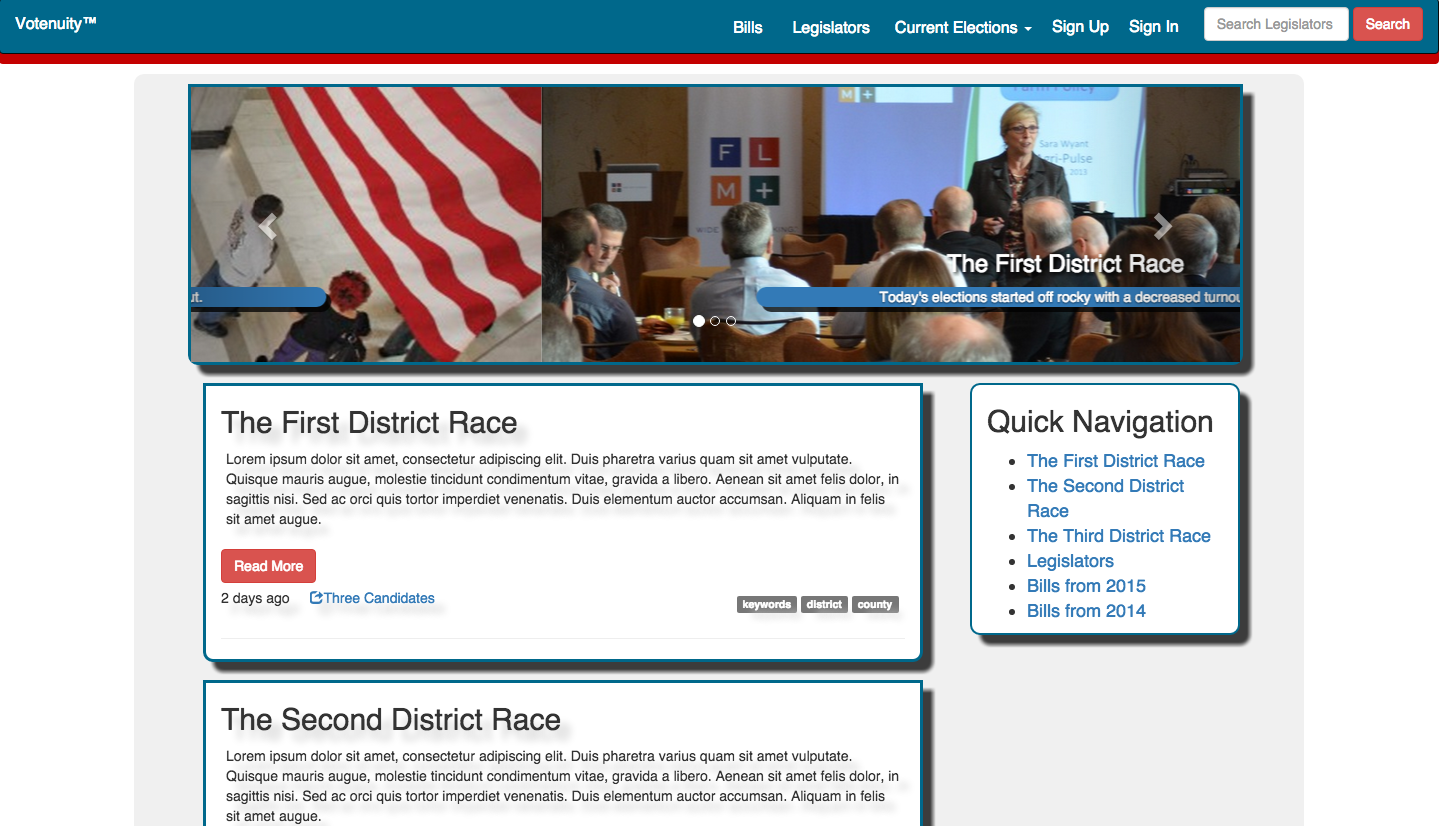 Votenuity™
Bills
Legislators
Current Elections
Sign Up
Sign In
Search Legislators
Search
Farm Policy
M +
F L
M +
Sara Wyant
Agri-Pulse
2013
The First District Race
ut.
Today's elections started off rocky with a decreased turnou
The First District Race
Lorem ipsum dolor sit amet, consectetur adipiscing elit. Duis pharetra varius quam sit amet vulputate.
Quisque mauris augue, molestie tincidunt condimentum vitae, gravida a libero. Aenean sit amet felis dolor, in
sagittis nisi. Sed ac orci quis tortor imperdiet venenatis. Duis elementum auctor accumsan. Aliquam in felis
sit amet augue.
Read More
2 days ago
Three Candidates
keywords
district
county
Quick Navigation
The First District Race
The Second District
Race
The Third District Race
Legislators
Bills from 2015
Bills from 2014
The Second District Race
Lorem ipsum dolor sit amet, consectetur adipiscing elit. Duis pharetra varius quam sit amet vulputate.
Quisque mauris augue, molestie tincidunt condimentum vitae, gravida a libero. Aenean sit amet felis dolor, in
sagittis nisi. Sed ac orci quis tortor imperdiet venenatis. Duis elementum auctor accumsan. Aliquam in felis
sit amet augue.